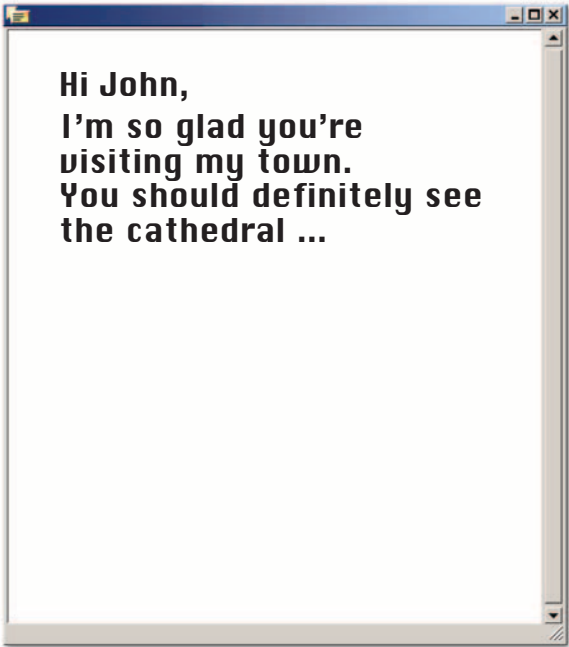 Hi John,
I'm so glad you're
visiting my town.
You should definitely see
the cathedral ...